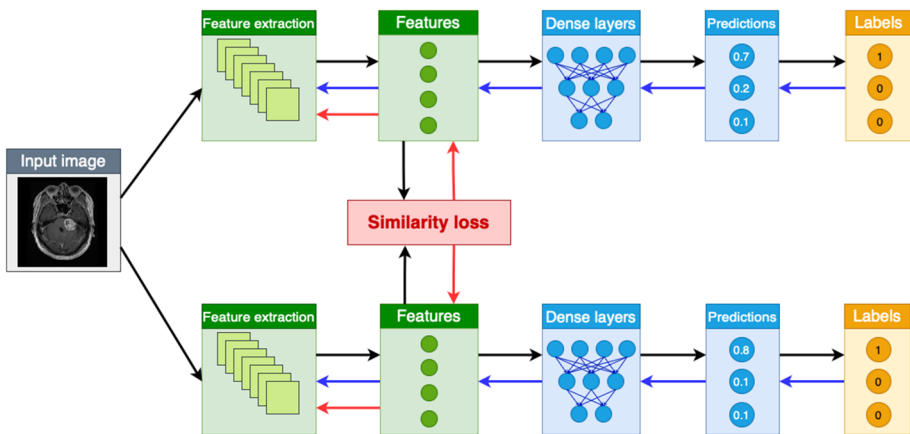 Feature extraction
Features
Dense layers
Predictions
Labels
0.7
0.2
0.1
1
0
0
Input image
Similarity loss
Feature extraction
Features
Dense layers
Predictions
Labels
0.8
0.1
0.1
1
0
0